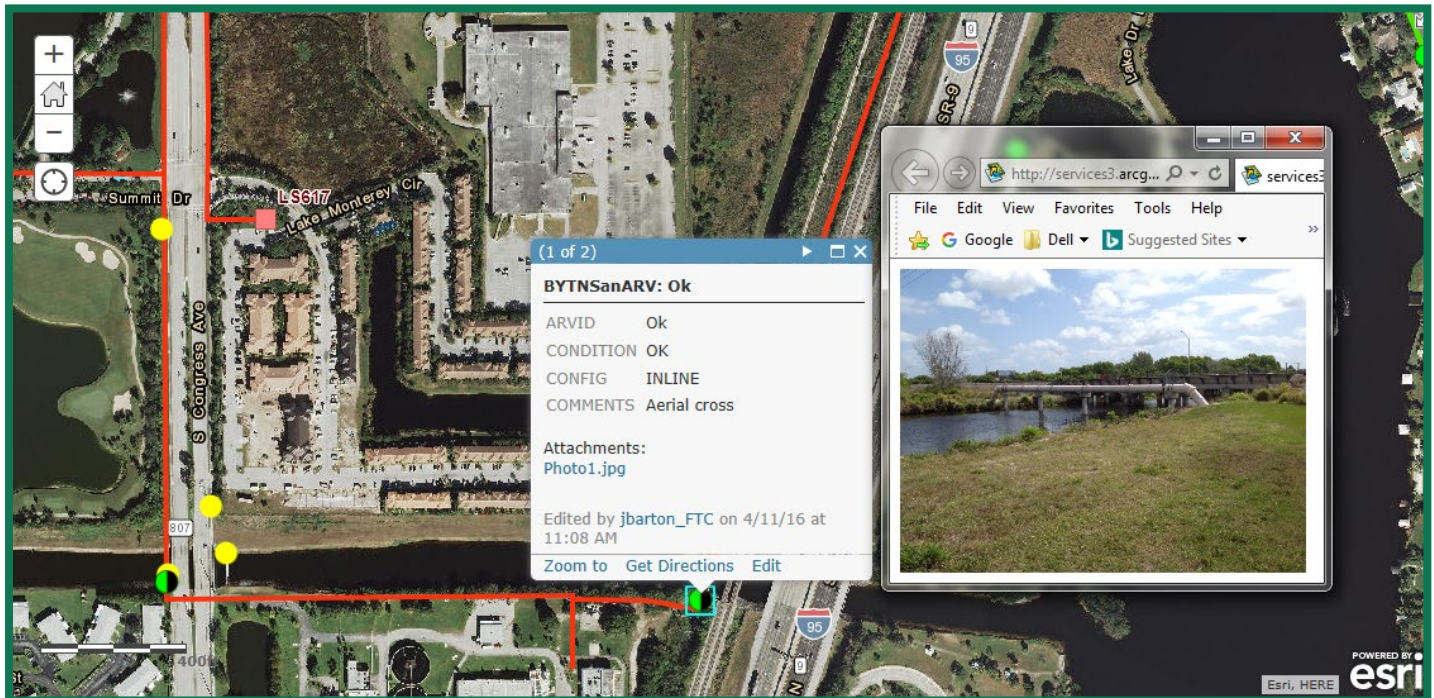 +
−
Summit Dr
LS617
Lake Monterey Clr
S Congress Ave
807
400ft
9
95
SR-9
Lake Dr
(1 of 2)
BYTNSanARV: Ok
ARVID Ok
CONDITION OK
CONFIG INLINE
COMMENTS Aerial cross
Attachments:
Photo1.jpg
Edited by jbarton_FTC on 4/11/16 at
11:08 AM
Zoom to Get Directions Edit
http://services3.arcg...
services3
File Edit View Favorites Tools Help
Google Dell Suggested Sites
»
95
9
N
Esri, HERE
POWERED BY
esri